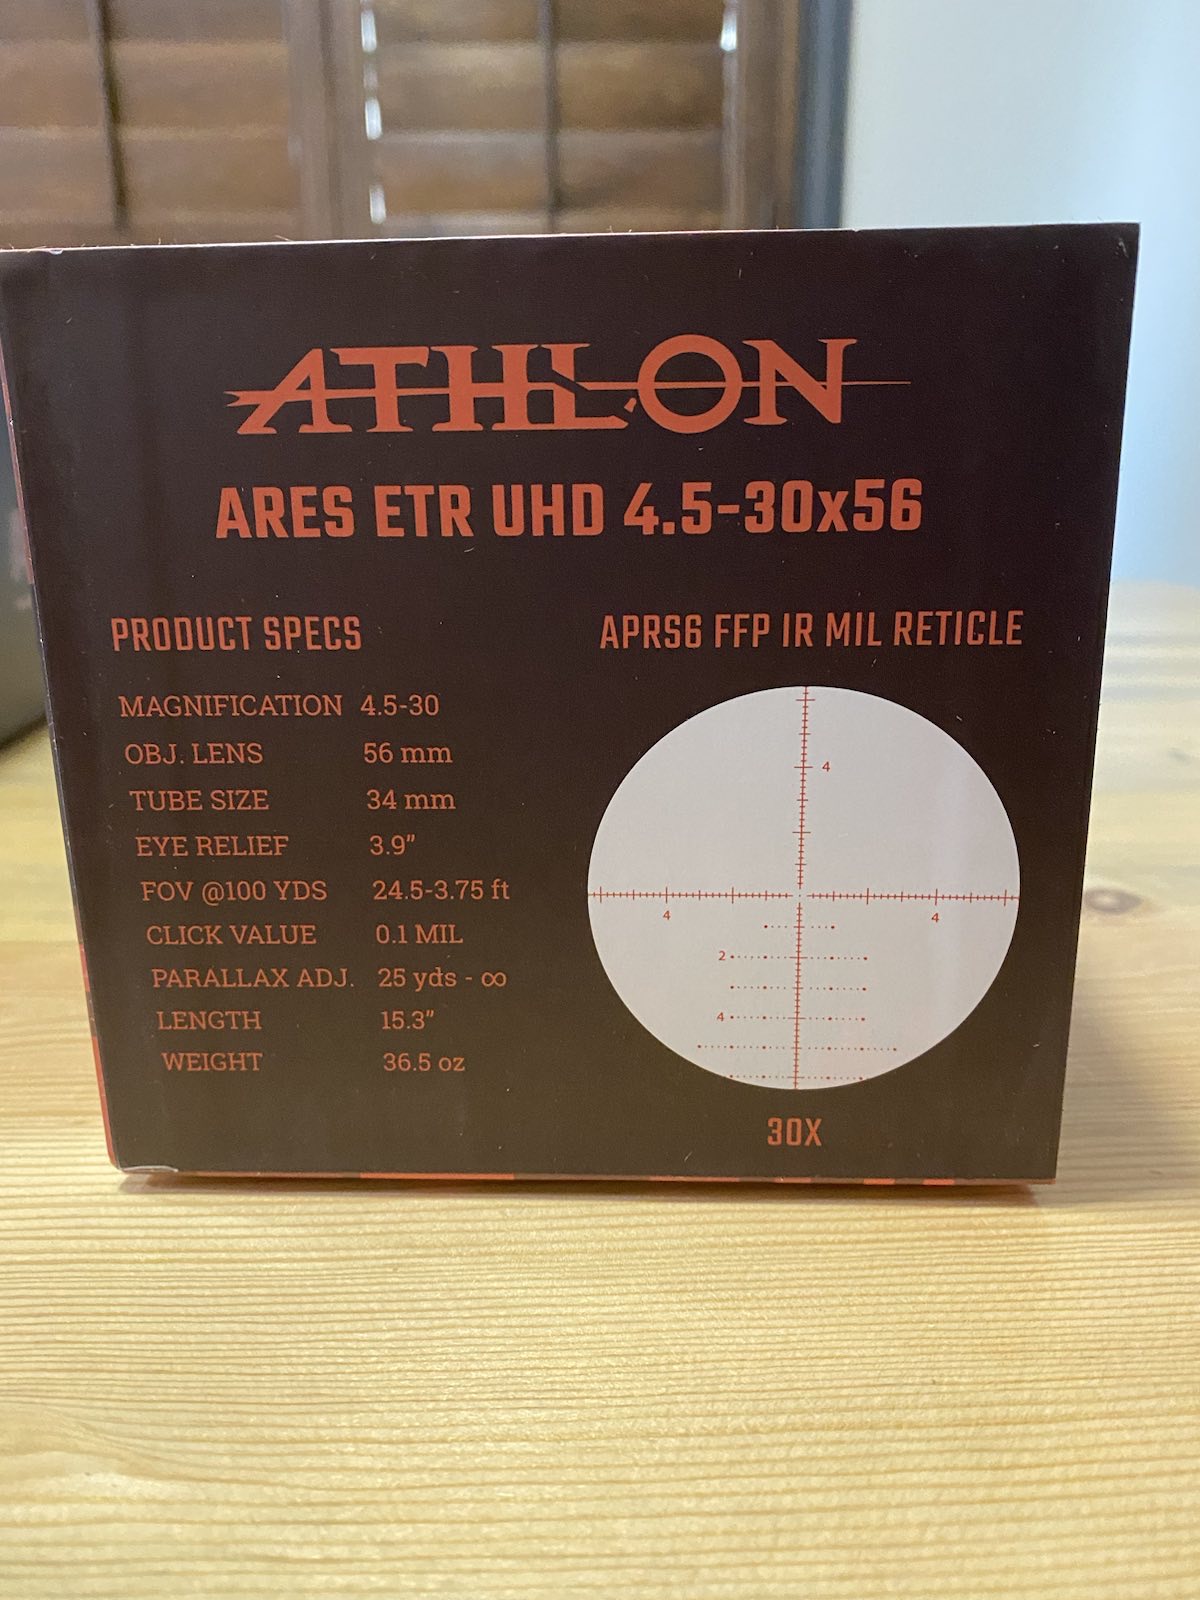 ATHLON
ARES ETR UHD 4.5-30x56
PRODUCT SPECS
MAGNIFICATION 4.5-30
OBJ. LENS 56 mm
TUBE SIZE 34 mm
EYE RELIEF 3.9"
FOV @100 YDS 24.5-3.75 ft
CLICK VALUE 0.1 MIL
PARALLAX ADJ. 25 yds - ∞
LENGTH 15.3"
WEIGHT 36.5 oz
APRS6 FFP IR MIL RETICLE
4
4 4
2
4
30X